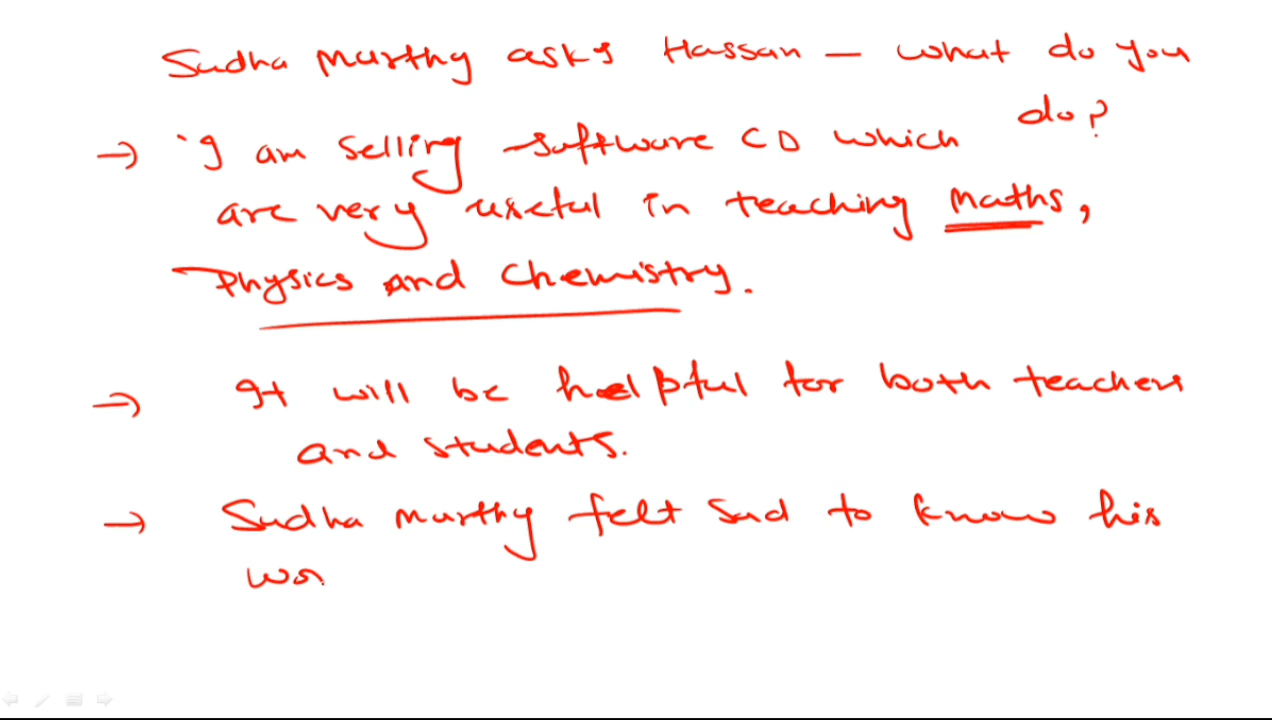 Sudha Murthy asks Hassan – what do you
do?
→ 'I am selling software CD which
are very useful in teaching Maths,
Physics and Chemistry.
→ It will be helpful for both teachers
and students.
→ Sudha Murthy felt sad to know his
wo